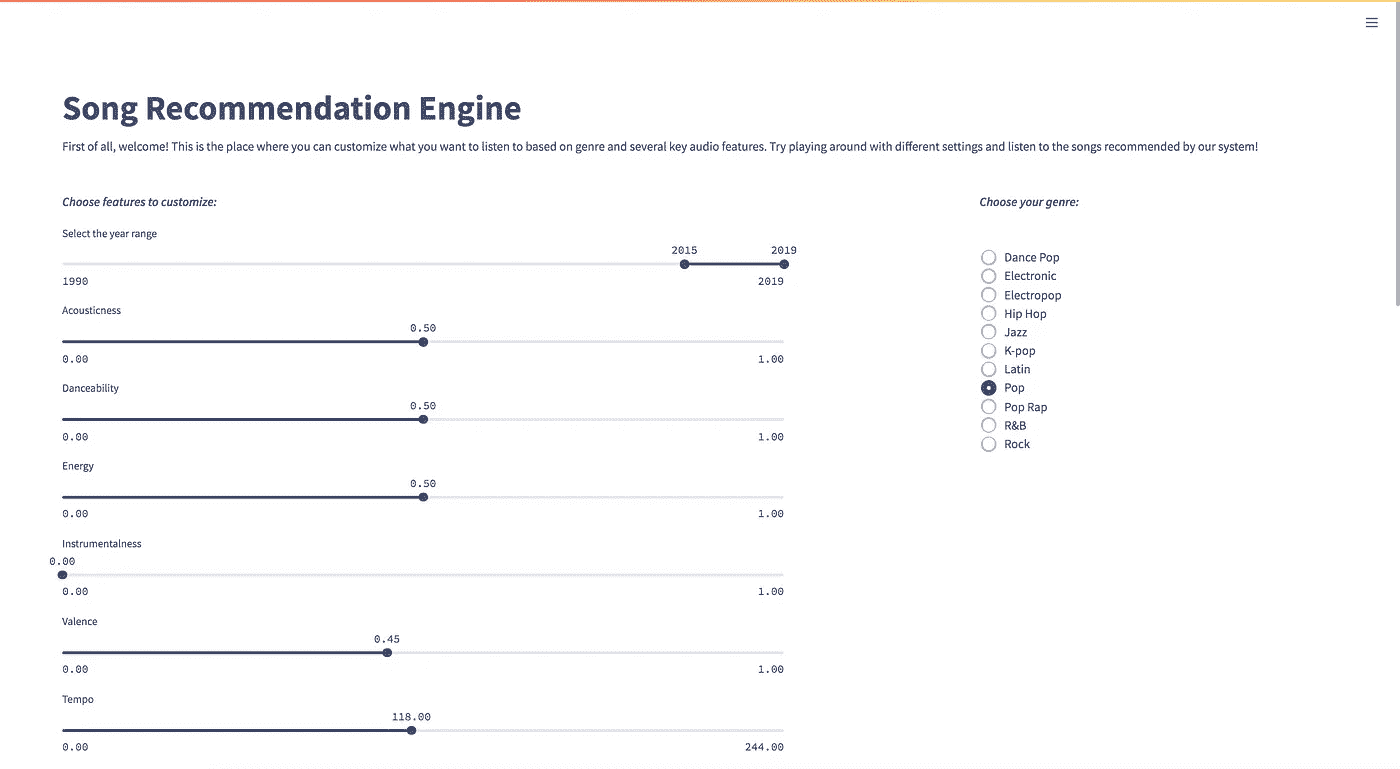 Song Recommendation Engine
First of all, welcome! This is the place where you can customize what you want to listen to based on genre and several key audio features. Try playing around with different settings and listen to the songs recommended by our system!
Choose features to customize:
Select the year range
2015 2019
1990 2019
Acousticness
0.50
0.00 1.00
Danceability
0.50
0.00 1.00
Energy
0.50
0.00 1.00
Instrumentalness
0.00
0.00 1.00
Valence
0.45
0.00 1.00
Tempo
118.00
0.00 244.00
Choose your genre:
Dance Pop
Electronic
Electropop
Hip Hop
Jazz
K-pop
Latin
Pop
Pop Rap
R&B
Rock